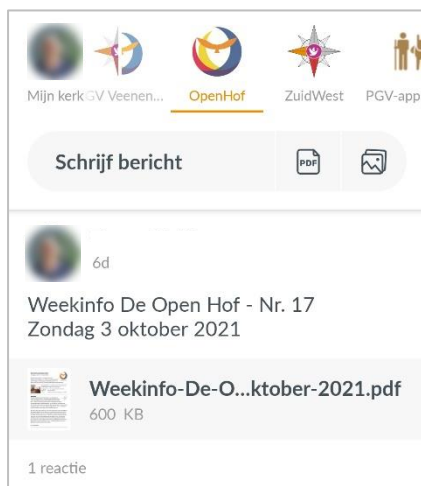 Mijn kerk GV Veenen... OpenHof ZuidWest PGV-app
Schrijf bericht PDF
6d
Weekinfo De Open Hof - Nr. 17
Zondag 3 oktober 2021
Weekinfo-De-O...ktober-2021.pdf
600 KB
1 reactie